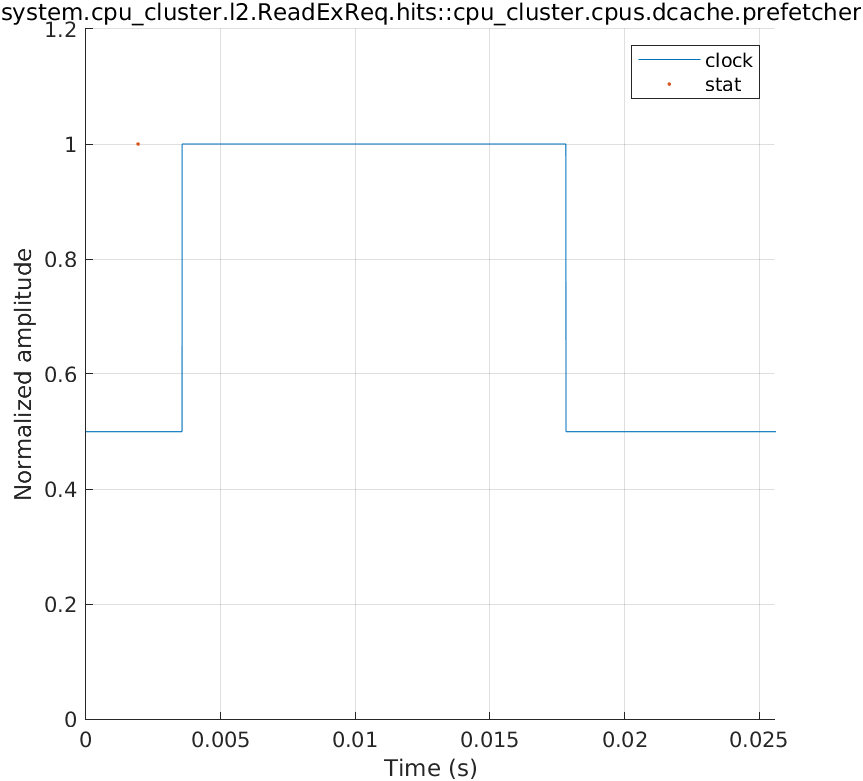 system.cpu_cluster.l2.ReadExReq.hits::cpu_cluster.cpus.dcache.prefetcher
1.2
clock
stat
1
0.8
0.6
0.4
0.2
0
Normalized amplitude
0 0.005 0.01 0.015 0.02 0.025
Time (s)